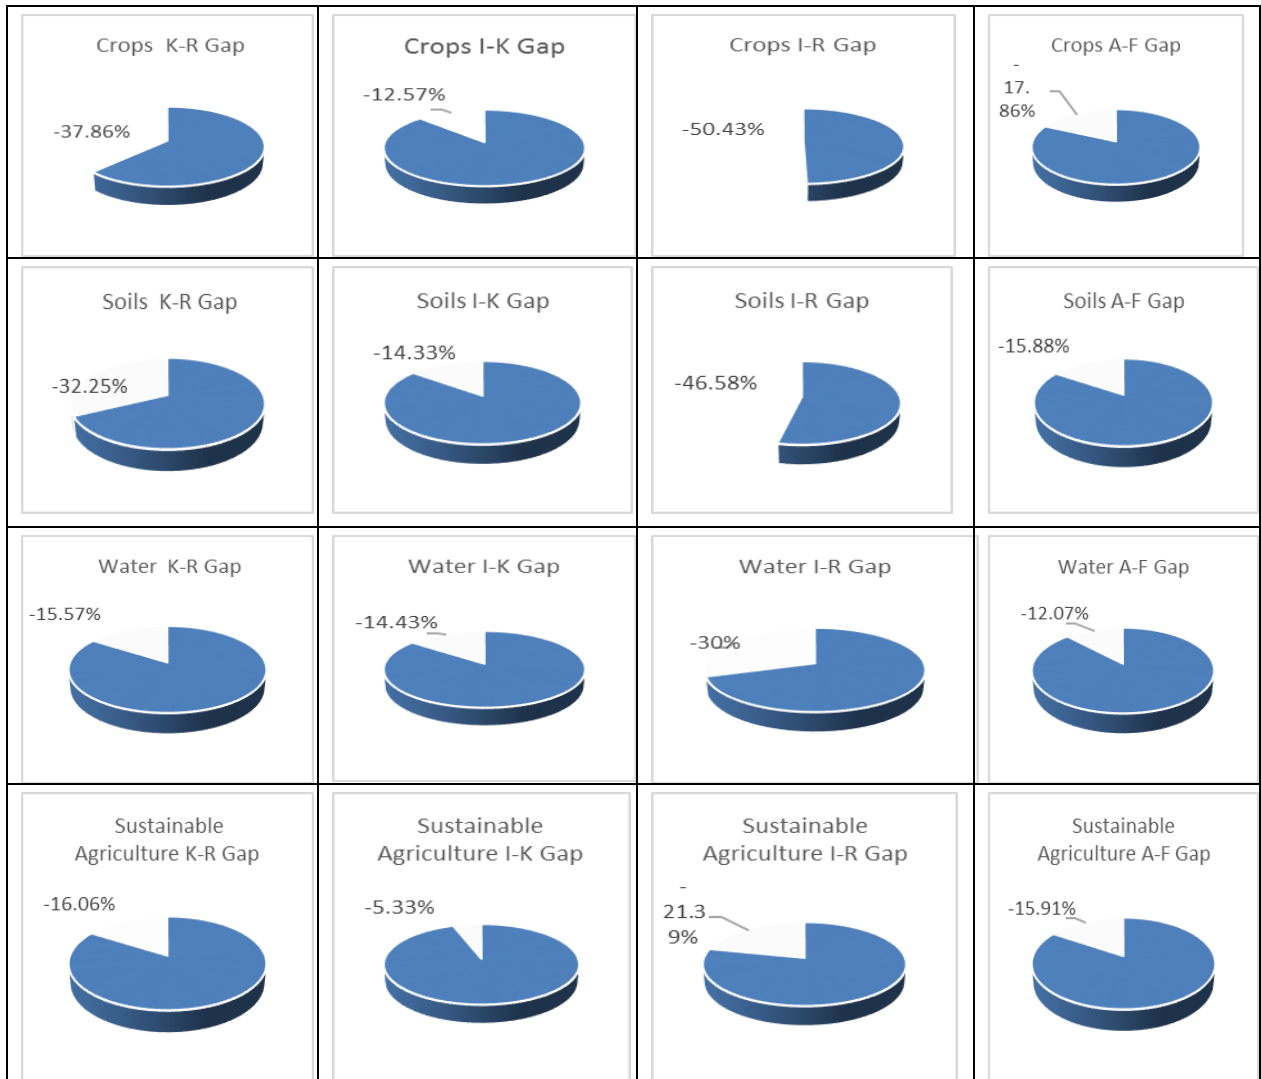 Crops K-R Gap
-37.86%
Crops I-K Gap
-12.57%
Crops I-R Gap
-50.43%
Crops A-F Gap
-
17.
86%
Soils K-R Gap
-32.25%
Soils I-K Gap
-14.33%
Soils I-R Gap
-46.58%
Soils A-F Gap
-15.88%
Water K-R Gap
-15.57%
Water I-K Gap
-14.43%
Water I-R Gap
-30%
Water A-F Gap
-12.07%
Sustainable
Agriculture K-R Gap
-16.06%
Sustainable
Agriculture I-K Gap
-5.33%
Sustainable
Agriculture I-R Gap
-
21.3
9%
Sustainable
Agriculture A-F Gap
-15.91%